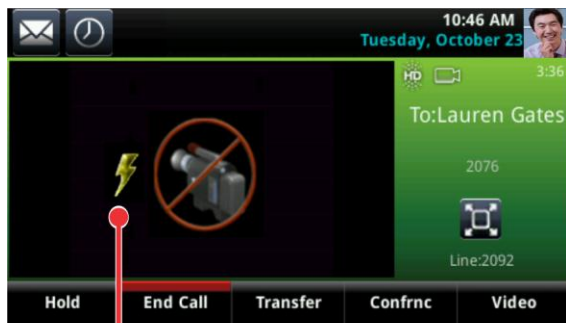 10:46 AM
Tuesday, October 23
HD
3:36
To:Lauren Gates
2076
Line:2092
Hold
End Call
Transfer
Confrnc
Video